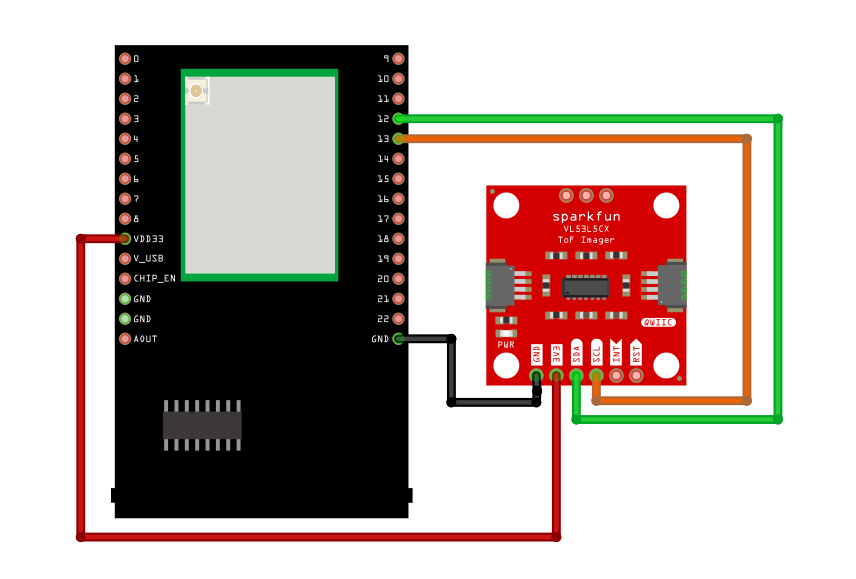 0
1
2
3
4
5
6
7
8
VDD33
V_USB
CHIP_EN
GND
GND
AOUT
9
10
11
12
13
14
15
16
17
18
19
20
21
22
GND
sparkfun
VL53L5CX
ToF Imager
QWIIC
PWR
GND
3V3
SDA
SCL
INT
RST